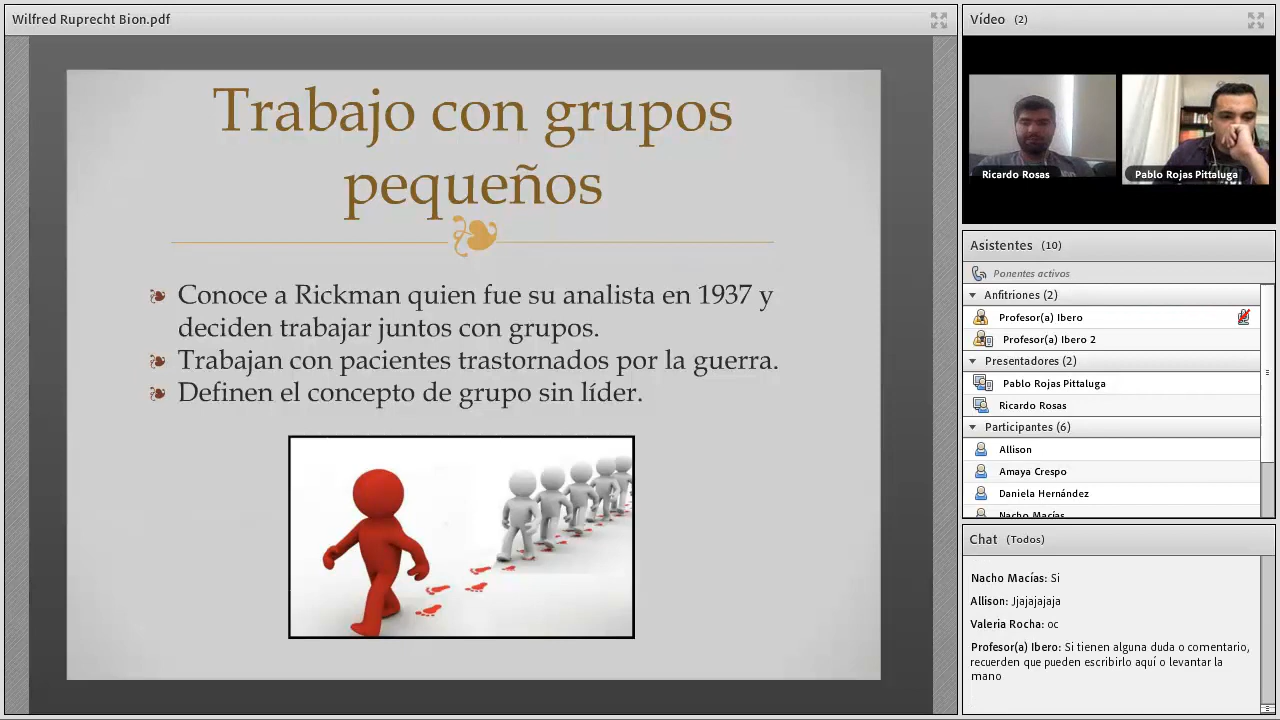 Wilfred Ruprecht Bion.pdf
Trabajo con grupos
pequeños
Conoce a Rickman quien fue su analista en 1937 y
deciden trabajar juntos con grupos.
Trabajan con pacientes trastornados por la guerra.
Definen el concepto de grupo sin líder.
Vídeo (2)
Ricardo Rosas
Pablo Rojas Pittaluga
Asistentes (10)
Ponentes activos
Anfitriones (2)
Profesor(a) Ibero
Profesor(a) Ibero 2
Presentadores (2)
Pablo Rojas Pittaluga
Ricardo Rosas
Participantes (6)
Allison
Amaya Crespo
Daniela Hernández
Nacho Macías
Chat (Todos)
Nacho Macías: Si
Allison: Jjajajajaja
Valeria Rocha: oc
Profesor(a) Ibero: Si tienen alguna duda o comentario,
recuerden que pueden escribirlo aquí o levantar la
mano